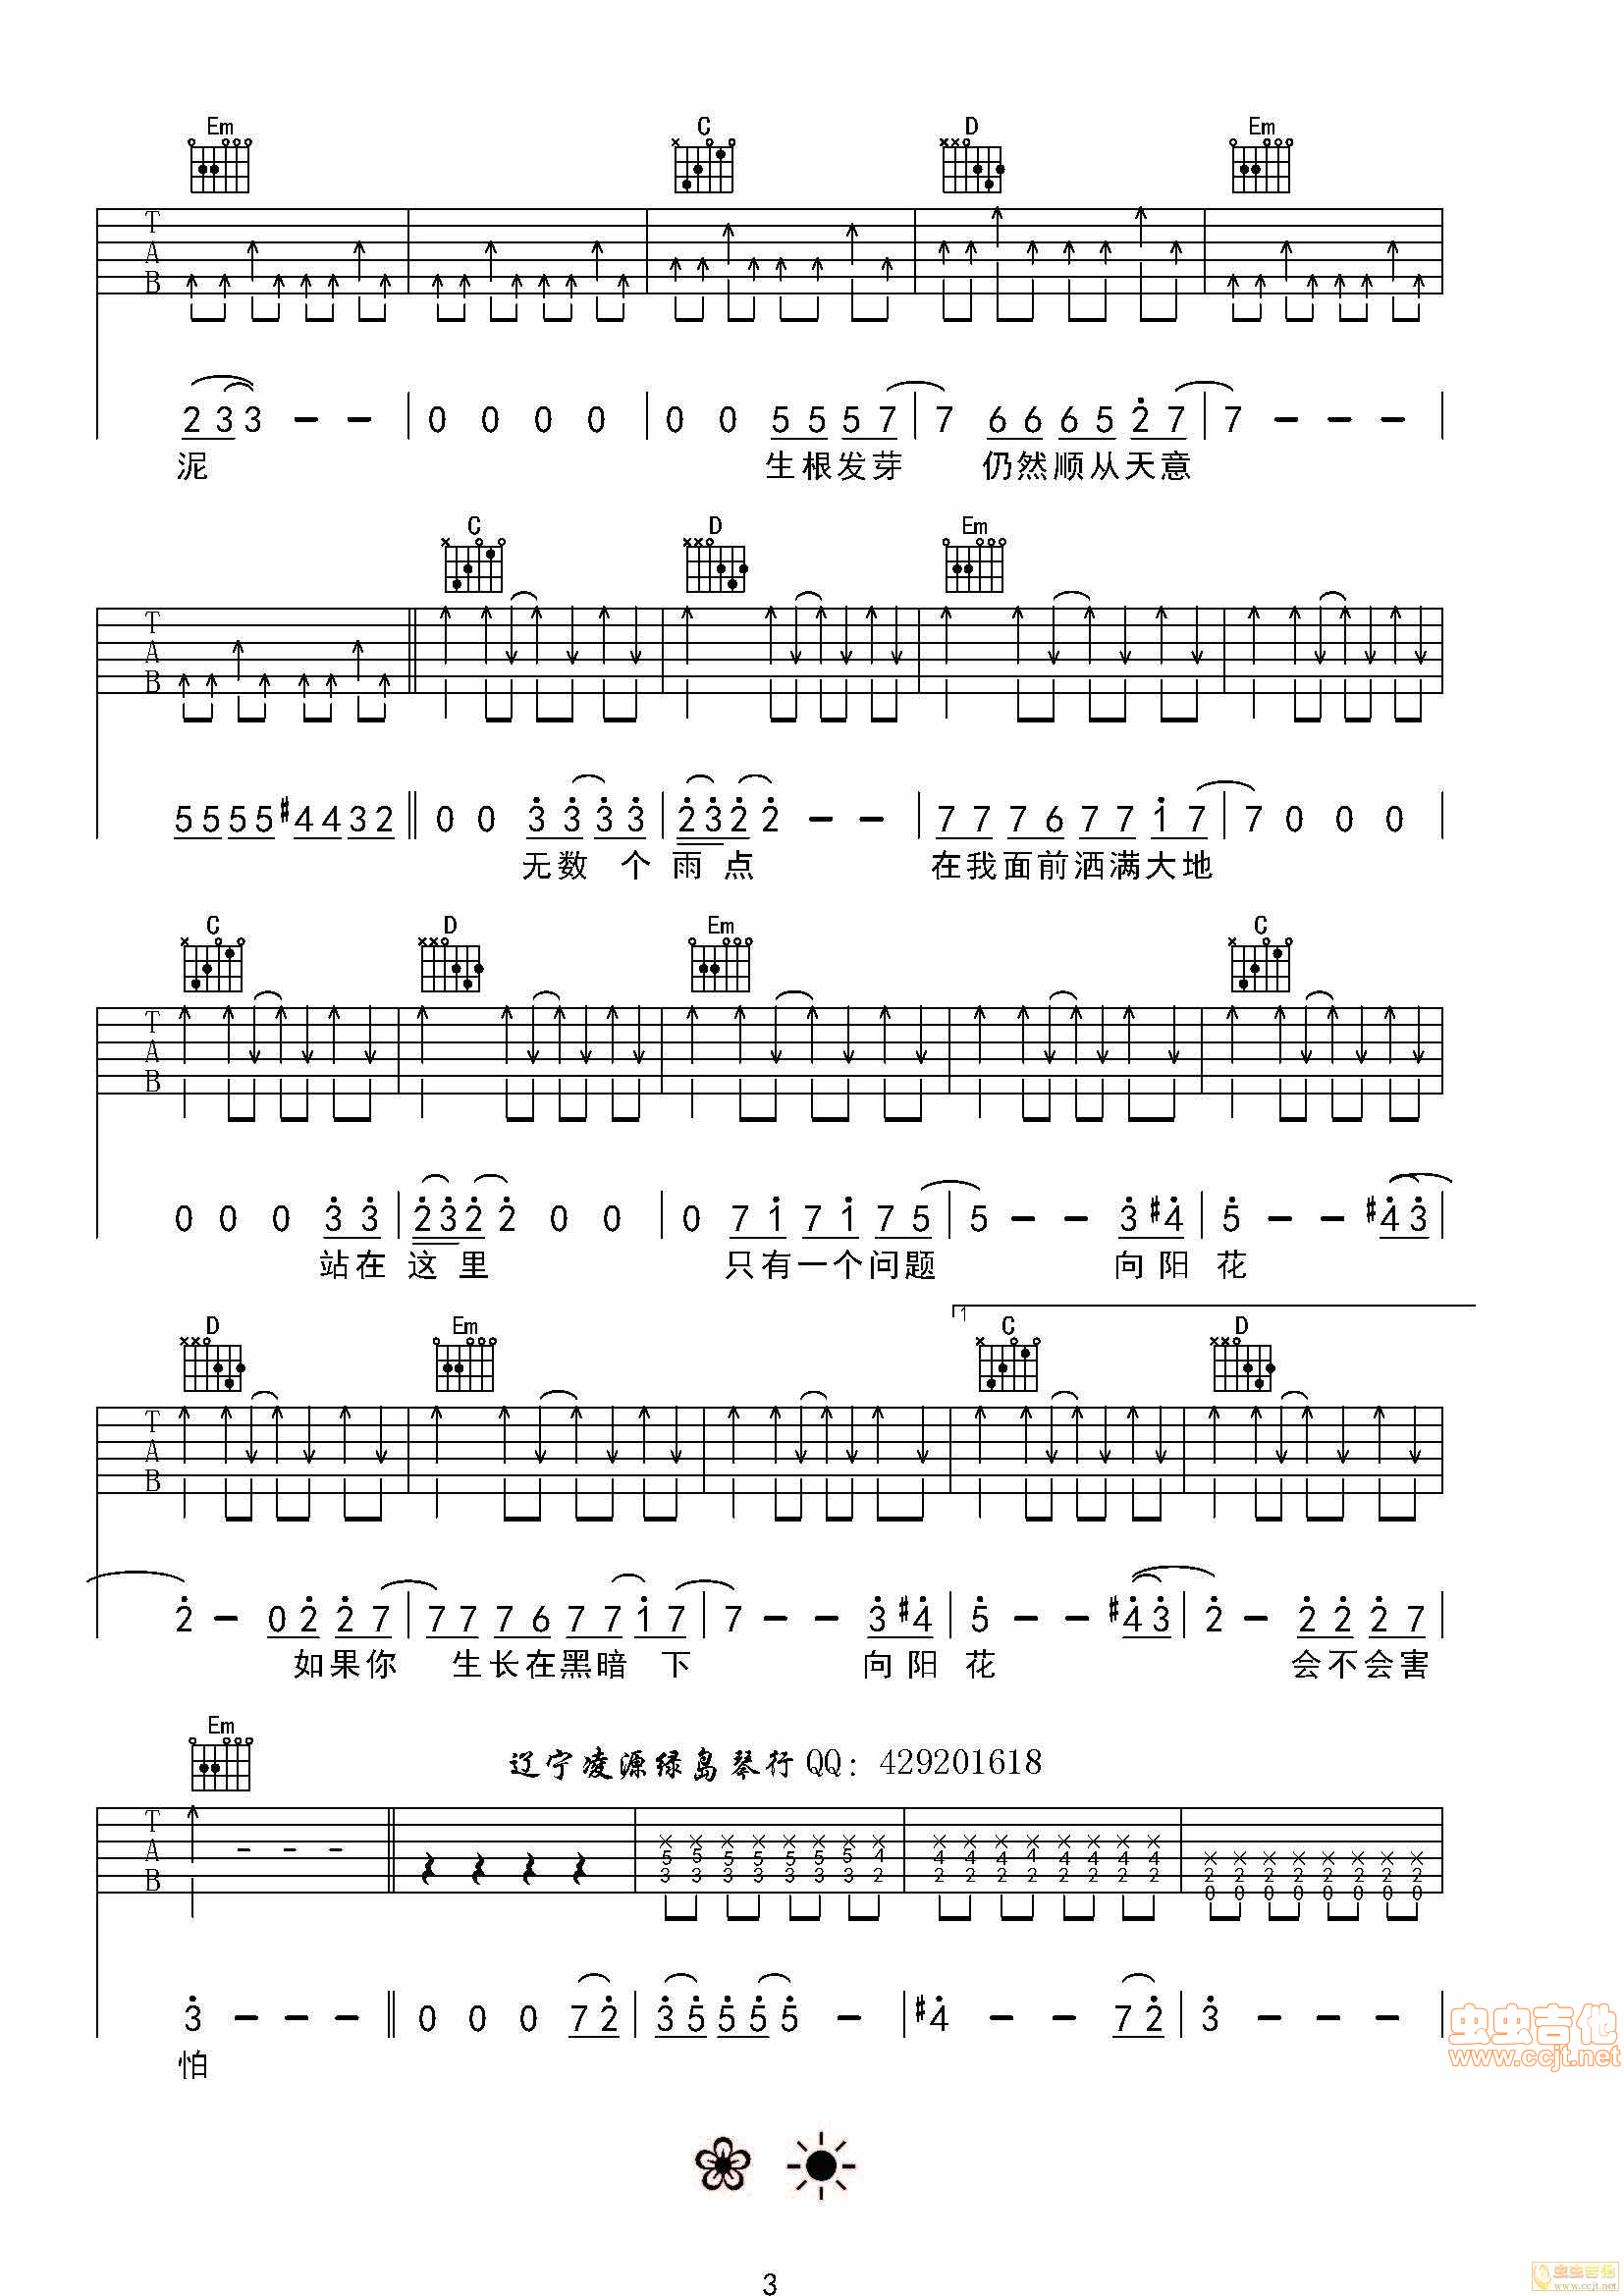 Em C D Em
T
A
B
2 3 3 – – | 0 0 0 0 | 0 0 5 5 5 7 | 7 6 6 6 5 2 7 | 7 – – –
泥 生根发芽 仍然顺从天意
C D Em
T
A
B
5 5 5 5 #4 4 3 2 || 0 0 3 3 3 3 | 2 3 2 2 – – | 7 7 7 6 7 7 1 7 | 7 0 0 0
无数个雨点 在我面前洒满大地
C D Em C
T
A
B
0 0 0 3 3 | 2 3 2 2 0 0 | 0 7 1 7 1 7 5 | 5 – – 3 #4 | 5 – – #4 3
站在这里 只有一个问题 向阳花
1
D Em C D
T
A
B
2 – 0 2 2 7 | 7 7 7 6 7 7 1 7 | 7 – – 3 #4 | 5 – – #4 3 | 2 – 2 2 2 7
如果你 生长在黑暗下 向阳花 会不会害
Em
辽宁凌源绿岛琴行 QQ：429201618
T
A
B
× × × × × × × × × × × × × × × × × × × × × × × ×
5 5 5 5 5 5 5 4 4 4 4 4 4 4 4 4 2 2 2 2 2 2 2 2
3 3 3 3 3 3 3 2 2 2 2 2 2 2 2 2 0 0 0 0 0 0 0 0
3 – – – || 0 0 0 7 2 | 3 5 5 5 5 – | #4 – – 7 2 | 3 – – –
怕
虫虫吉他
www.ccjt.net
3
虫虫吉他
www.ccjt.net